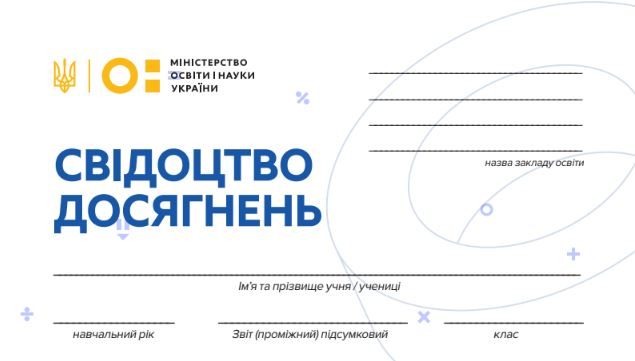 МІНІСТЕРСТВО
ОСВІТИ І НАУКИ
УКРАЇНИ
назва закладу освіти
СВІДОЦТВО
ДОСЯГНЕНЬ
Ім'я та прізвище учня / учениці
навчальний рік
Звіт (проміжний) підсумковий
клас